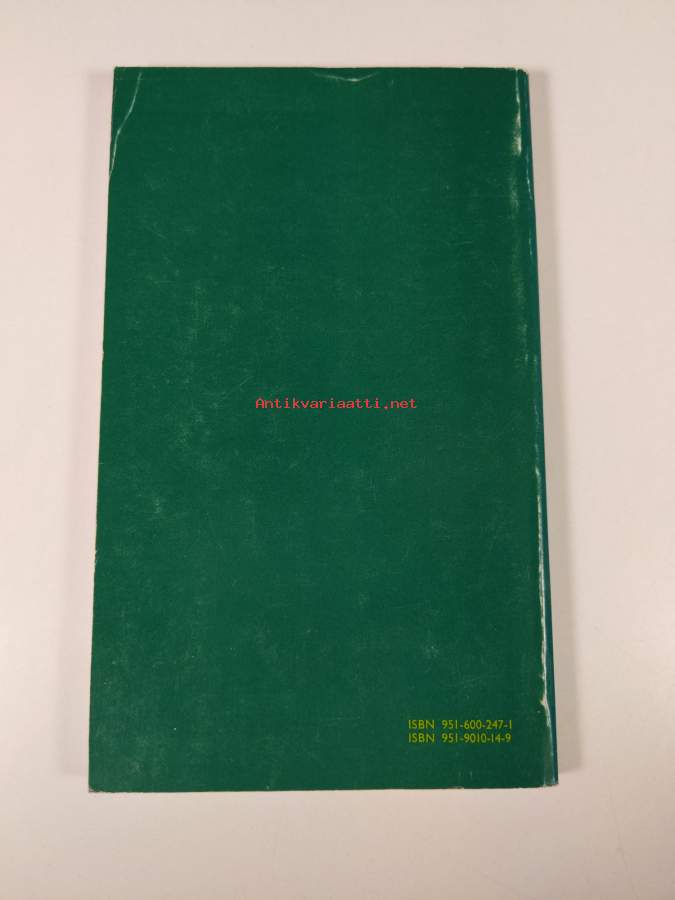 Antikvariaatti.net
ISBN 951-600-247-1
ISBN 951-9010-14-9